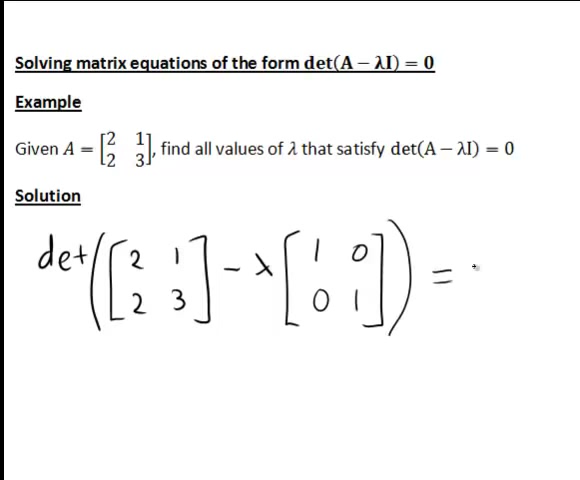 Solving matrix equations of the form det(A − λI) = 0
Example
Given A = [2 1; 2 3], find all values of λ that satisfy det(A − λI) = 0
Solution
det([2 1; 2 3] − λ[1 0; 0 1]) =